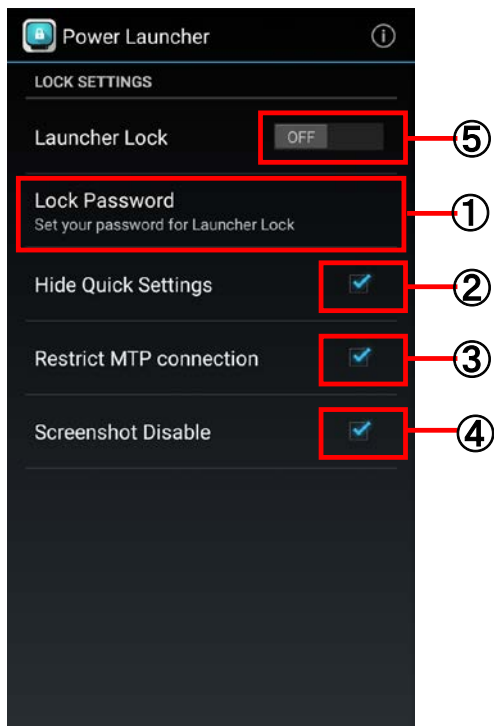 Power Launcher
LOCK SETTINGS
Launcher Lock OFF ⑤
Lock Password ①
Set your password for Launcher Lock
Hide Quick Settings ②
Restrict MTP connection ③
Screenshot Disable ④